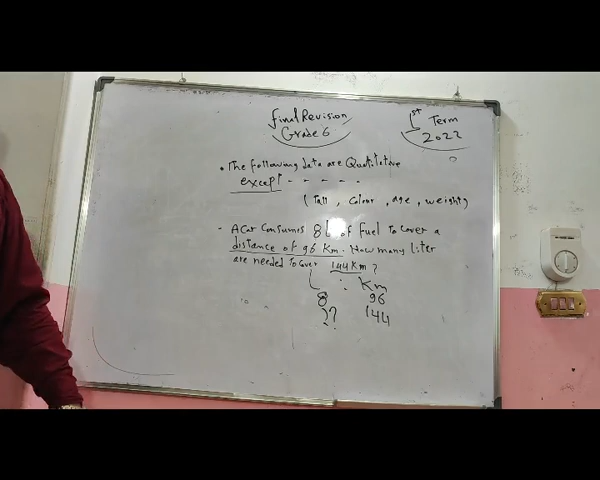 Final Revision
Grade 6
1st Term
2022
• The following data are Quantitative
except - - - - -
( Tall , colour , age , weight )
- A Car Consumes 8 L of Fuel To Cover a
distance of 96 Km. How many liter
are needed To Cover 144 Km ?
L : Km
8 96
?? 144